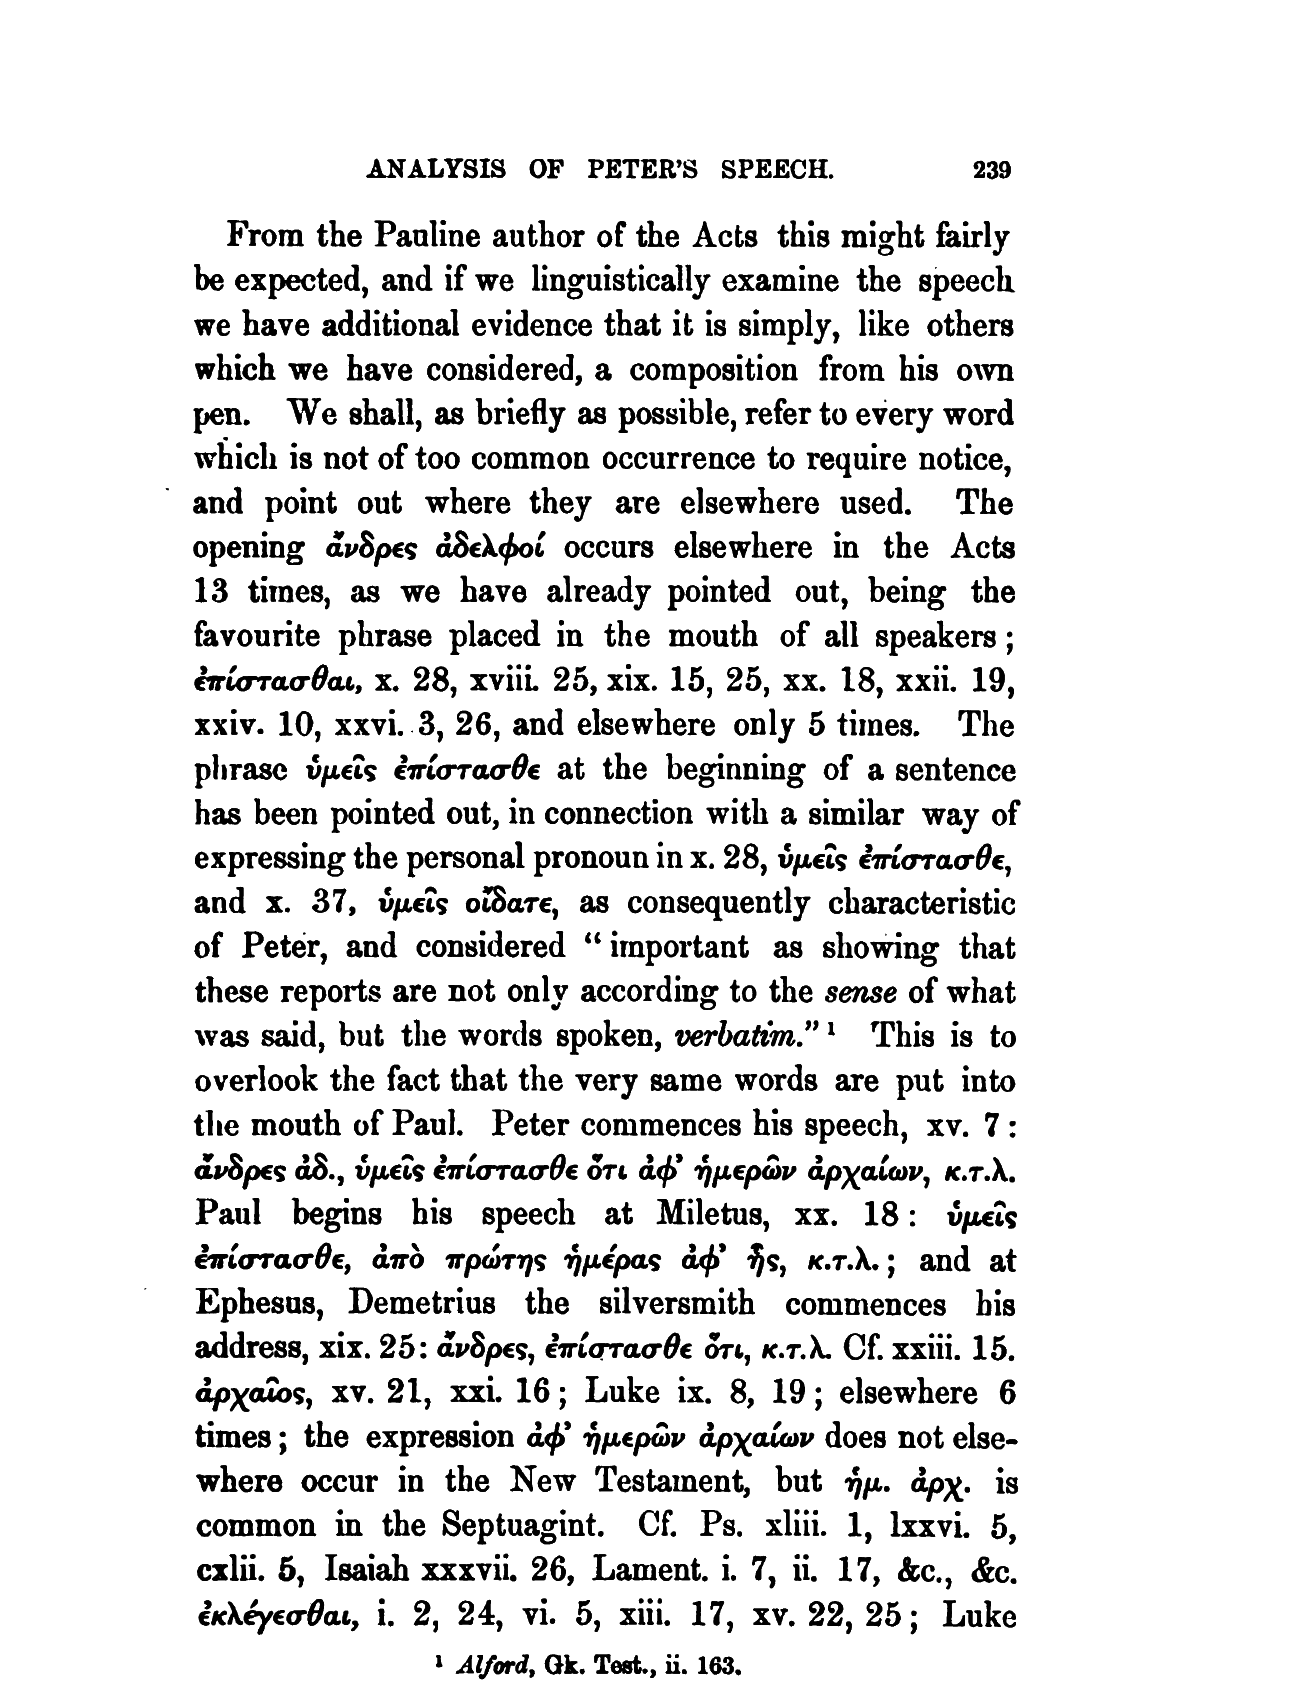 ANALYSIS OF PETER'S SPEECH. 239
From the Pauline author of the Acts this might fairly
be expected, and if we linguistically examine the speech
we have additional evidence that it is simply, like others
which we have considered, a composition from his own
pen. We shall, as briefly as possible, refer to every word
which is not of too common occurrence to require notice,
and point out where they are elsewhere used. The
opening ἄνδρες ἀδελφοί occurs elsewhere in the Acts
13 times, as we have already pointed out, being the
favourite phrase placed in the mouth of all speakers;
ἐπίστασθαι, x. 28, xviii. 25, xix. 15, 25, xx. 18, xxii. 19,
xxiv. 10, xxvi. 3, 26, and elsewhere only 5 times. The
phrase ὑμεῖς ἐπίστασθε at the beginning of a sentence
has been pointed out, in connection with a similar way of
expressing the personal pronoun in x. 28, ὑμεῖς ἐπίστασθε,
and x. 37, ὑμεῖς οἴδατε, as consequently characteristic
of Peter, and considered "important as showing that
these reports are not only according to the sense of what
was said, but the words spoken, verbatim."¹ This is to
overlook the fact that the very same words are put into
the mouth of Paul. Peter commences his speech, xv. 7:
ἄνδρες ἀδ., ὑμεῖς ἐπίστασθε ὅτι ἀφ' ἡμερῶν ἀρχαίων, κ.τ.λ.
Paul begins his speech at Miletus, xx. 18: ὑμεῖς
ἐπίστασθε, ἀπὸ πρώτης ἡμέρας ἀφ' ἧς, κ.τ.λ.; and at
Ephesus, Demetrius the silversmith commences his
address, xix. 25: ἄνδρες, ἐπίστασθε ὅτι, κ.τ.λ. Cf. xxiii. 15.
ἀρχαῖος, xv. 21, xxi. 16; Luke ix. 8, 19; elsewhere 6
times; the expression ἀφ' ἡμερῶν ἀρχαίων does not else-
where occur in the New Testament, but ἡμ. ἀρχ. is
common in the Septuagint. Cf. Ps. xliii. 1, lxxvi. 5,
cxlii. 5, Isaiah xxxvii. 26, Lament. i. 7, ii. 17, &c., &c.
ἐκλέγεσθαι, i. 2, 24, vi. 5, xiii. 17, xv. 22, 25; Luke
¹ Alford, Gk. Test., ii. 163.